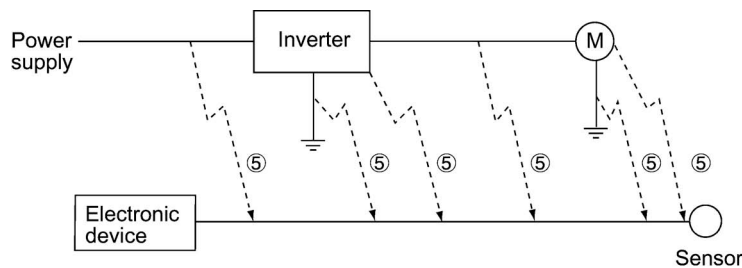 Power
supply
Inverter
M
⑤
⑤
⑤
⑤
⑤
⑤
Electronic
device
Sensor